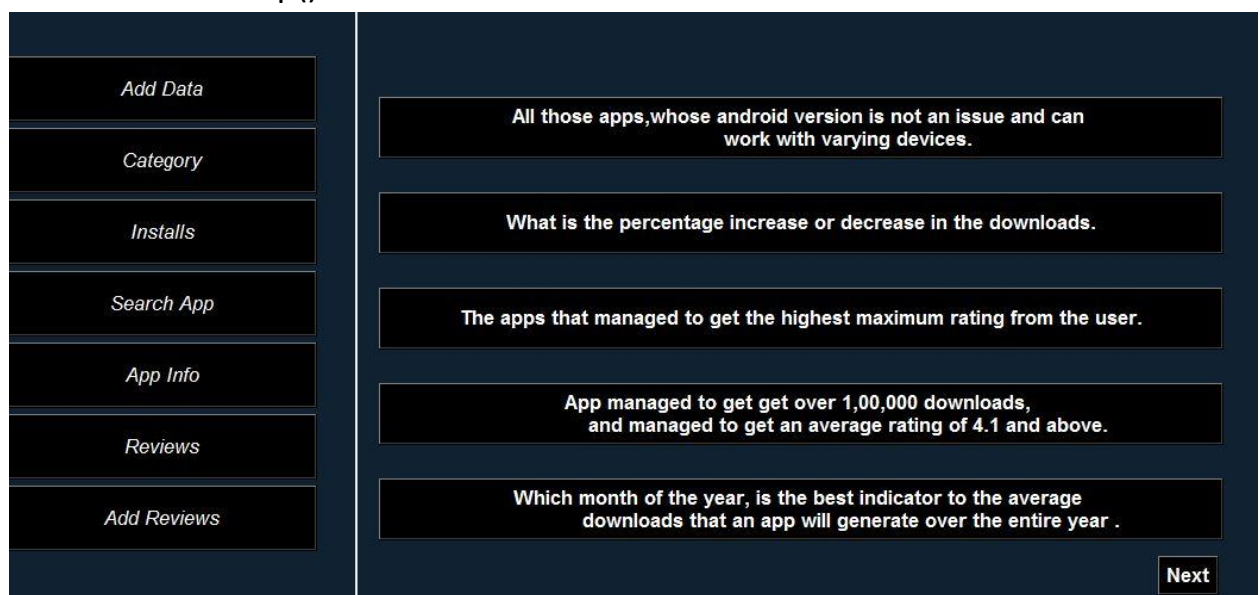 Add Data
Category
Installs
Search App
App Info
Reviews
Add Reviews
All those apps,whose android version is not an issue and can
work with varying devices.
What is the percentage increase or decrease in the downloads.
The apps that managed to get the highest maximum rating from the user.
App managed to get get over 1,00,000 downloads,
and managed to get an average rating of 4.1 and above.
Which month of the year, is the best indicator to the average
downloads that an app will generate over the entire year .
Next